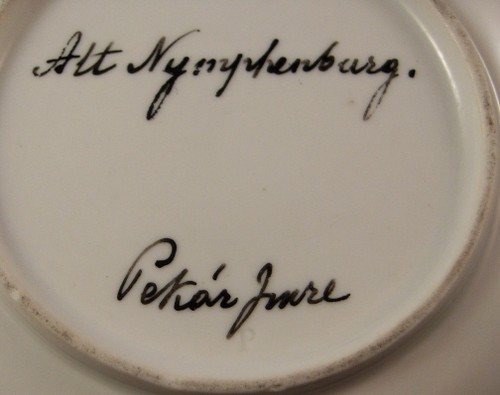 Alt Nymphenburg.
Pekár Imre